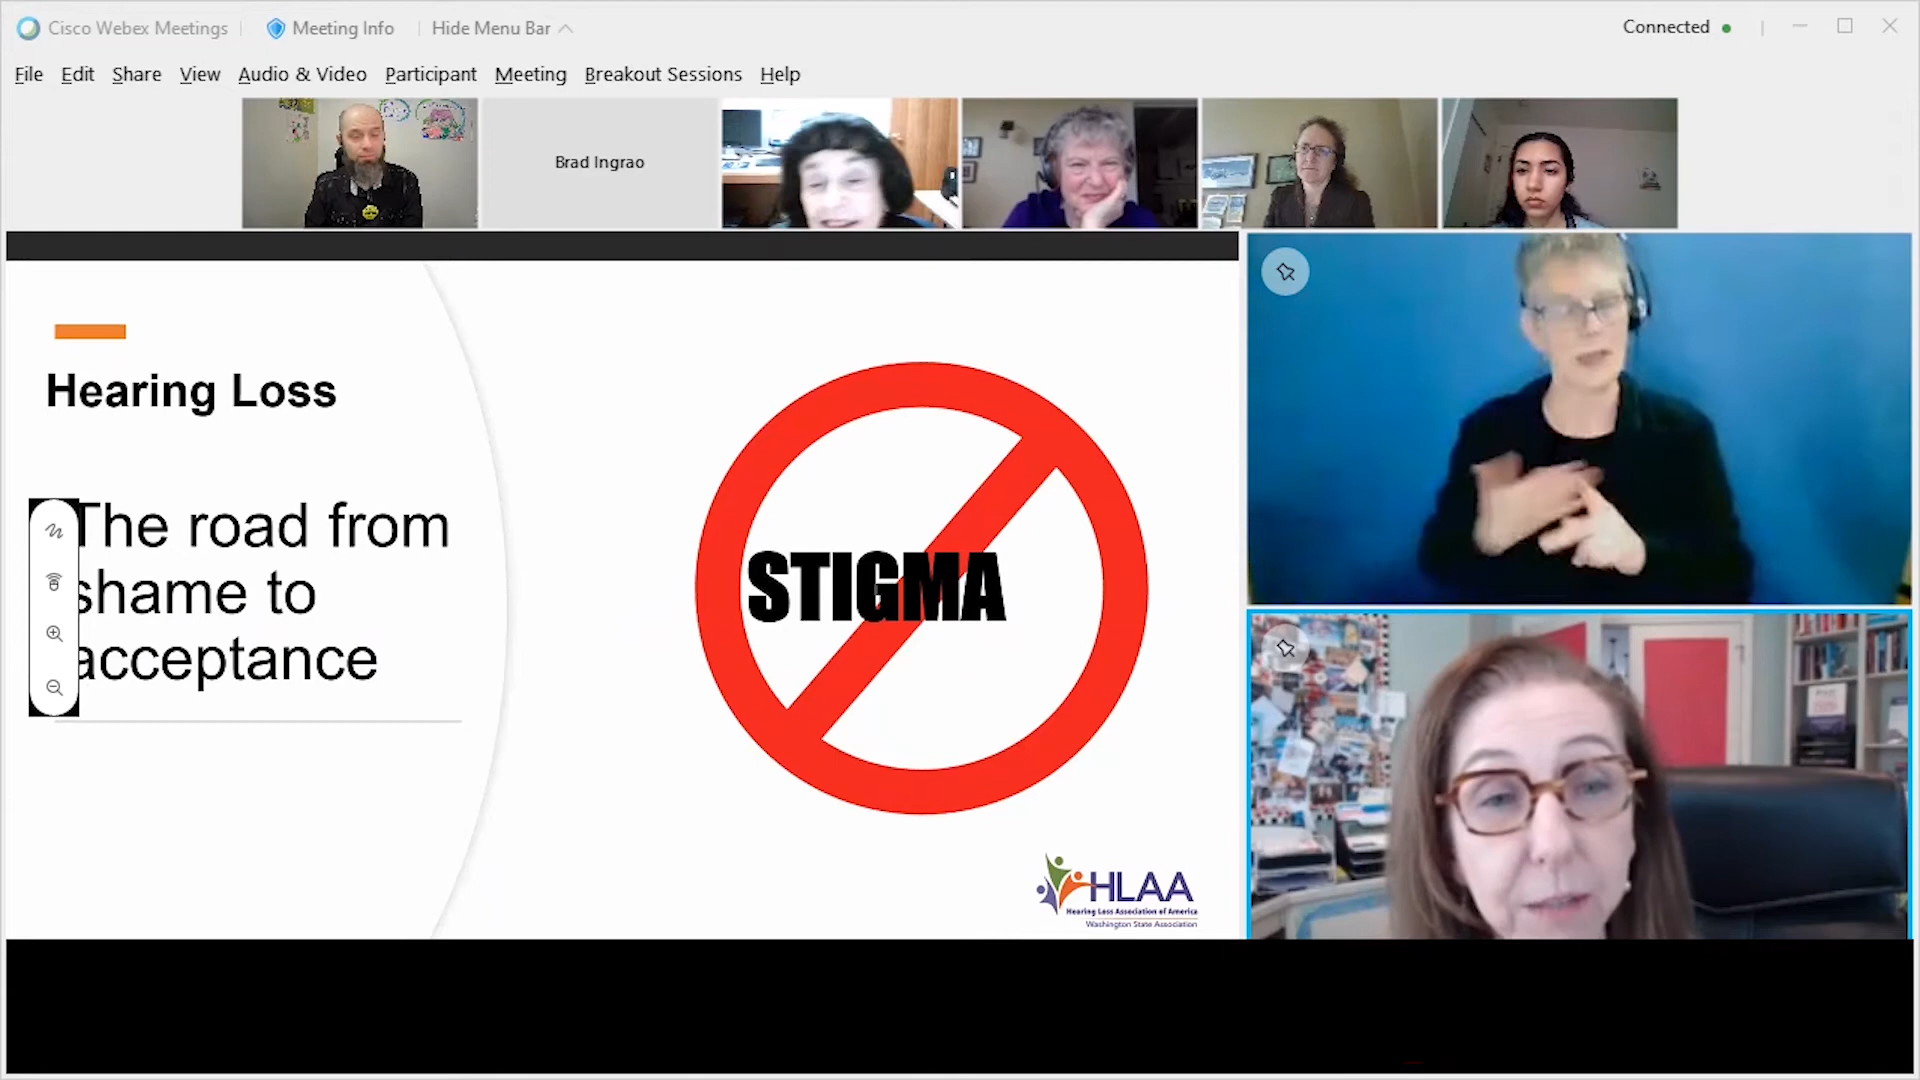 Cisco Webex Meetings
Meeting Info
Hide Menu Bar
Connected
File Edit Share View Audio & Video Participant Meeting Breakout Sessions Help
Brad Ingrao
Hearing Loss
The road from
shame to
acceptance
STIGMA
HLAA
Hearing Loss Association of America
Washington State Association